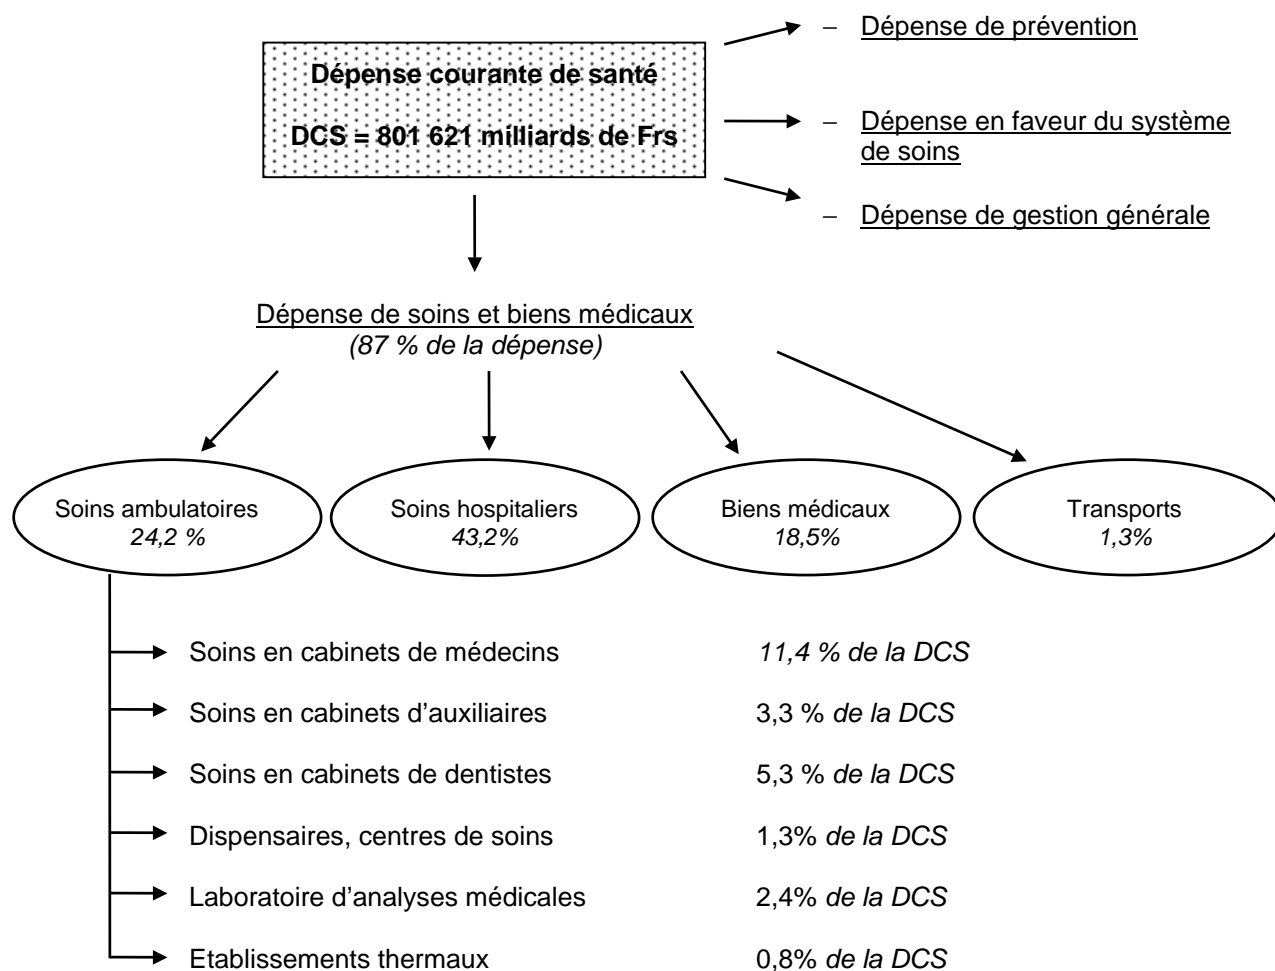 – Dépense de prévention
Dépense courante de santé
DCS = 801 621 milliards de Frs
– Dépense en faveur du système
de soins
– Dépense de gestion générale
Dépense de soins et biens médicaux
(87 % de la dépense)
Soins ambulatoires
24,2 %
Soins hospitaliers
43,2%
Biens médicaux
18,5%
Transports
1,3%
Soins en cabinets de médecins 11,4 % de la DCS
Soins en cabinets d’auxiliaires 3,3 % de la DCS
Soins en cabinets de dentistes 5,3 % de la DCS
Dispensaires, centres de soins 1,3% de la DCS
Laboratoire d’analyses médicales 2,4% de la DCS
Etablissements thermaux 0,8% de la DCS